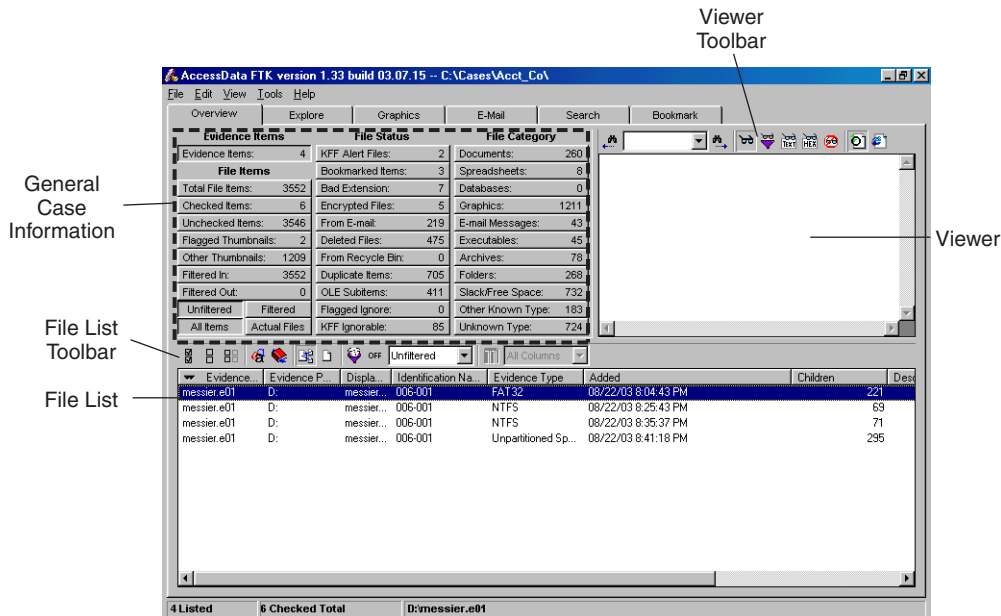 Viewer
Toolbar
AccessData FTK version 1.33 build 03.07.15 -- C:\Cases\Acct_Co\
File Edit View Tools Help
Overview Explore Graphics E-Mail Search Bookmark
Evidence Items File Status File Category
Evidence Items: 4 KFF Alert Files: 2 Documents: 260
File Items Bookmarked Items: 3 Spreadsheets: 8
Total File Items: 3552 Bad Extension: 7 Databases: 0
Checked Items: 6 Encrypted Files: 5 Graphics: 1211
Unchecked Items: 3546 From E-mail: 219 E-mail Messages: 43
Flagged Thumbnails: 2 Deleted Files: 475 Executables: 45
Other Thumbnails: 1209 From Recycle Bin: 0 Archives: 78
Filtered In: 3552 Duplicate Items: 705 Folders: 268
Filtered Out: 0 OLE Subitems: 411 Slack/Free Space: 732
Unfiltered Filtered Flagged Ignore: 0 Other Known Type: 183
All Items Actual Files KFF Ignorable: 85 Unknown Type: 724
TEXT HEX
General
Case
Information
Viewer
File List
Toolbar
OFF Unfiltered All Columns
File List
Evidence... Evidence P... Displa... Identification Na... Evidence Type Added Children Desc
messier.e01 D: messier... 006-001 FAT32 08/22/03 8:04:43 PM 221
messier.e01 D: messier... 006-001 NTFS 08/22/03 8:25:43 PM 69
messier.e01 D: messier... 006-001 NTFS 08/22/03 8:35:37 PM 71
messier.e01 D: messier... 006-001 Unpartitioned Sp... 08/22/03 8:41:18 PM 295
4 Listed 6 Checked Total D:\messier.e01